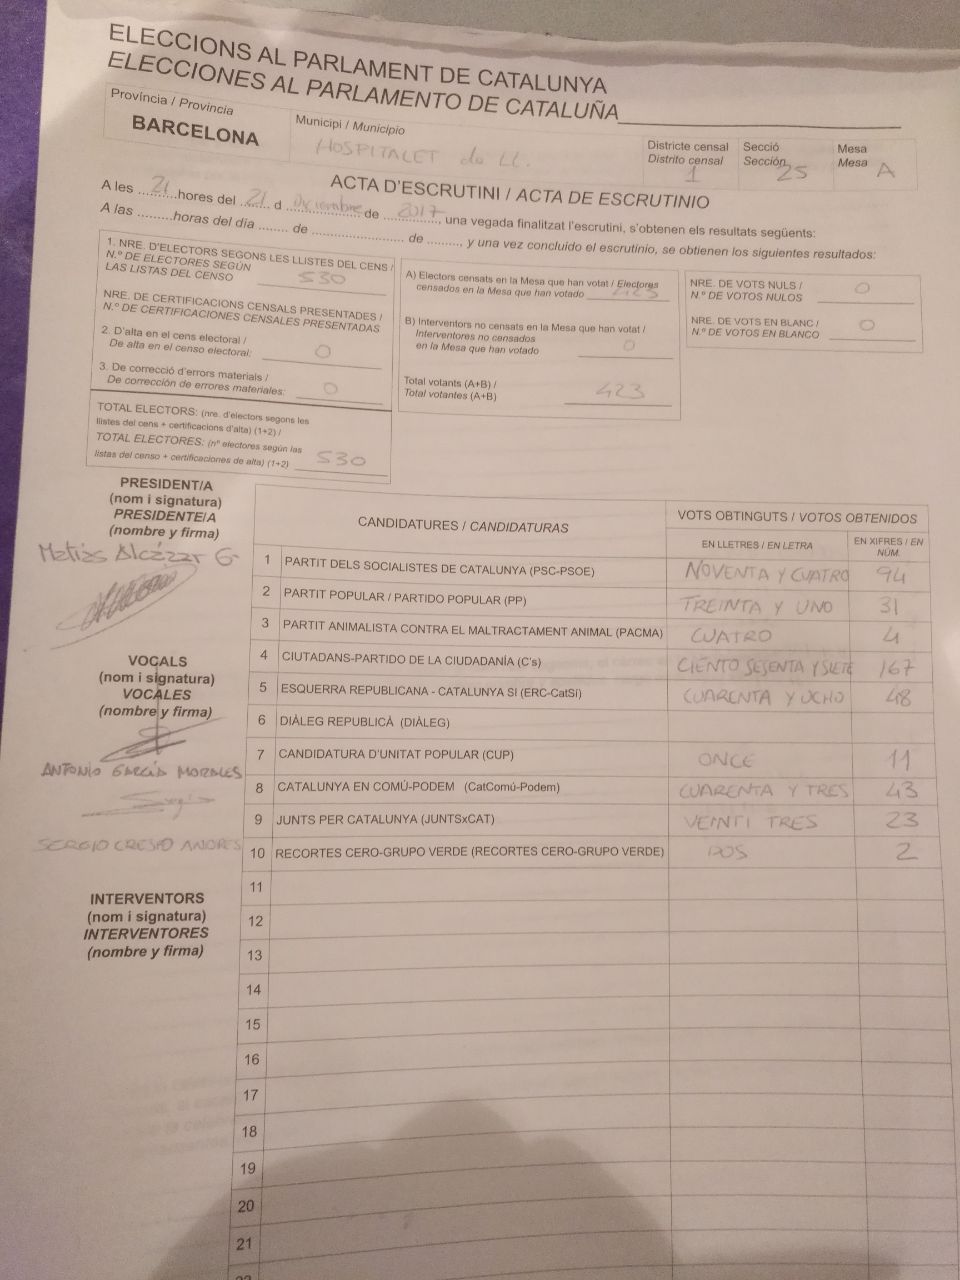 ELECCIONS AL PARLAMENT DE CATALUNYA
ELECCIONES AL PARLAMENTO DE CATALUÑA
Província / Provincia
BARCELONA
Municipi / Municipio
HOSPITALET de LL.
Districte censal
Distrito censal
1
Secció
Sección
25
Mesa
Mesa
A
ACTA D'ESCRUTINI / ACTA DE ESCRUTINIO
A les ....21....hores del ..21.. d ..Diciembre.. de ..2017.., una vegada finalitzat l'escrutini, s'obtenen els resultats següents:
A las .........horas del día ........ de ........................ de ........., y una vez concluido el escrutinio, se obtienen los siguientes resultados:
1. NRE. D'ELECTORS SEGONS LES LLISTES DEL CENS /
N.º DE ELECTORES SEGÚN
LAS LISTAS DEL CENSO 530
NRE. DE CERTIFICACIONS CENSALS PRESENTADES /
N.º DE CERTIFICACIONES CENSALES PRESENTADAS
2. D'alta en el cens electoral /
De alta en el censo electoral: 0
3. De correcció d'errors materials /
De corrección de errores materiales: 0
TOTAL ELECTORS: (nre. d'electors segons les
llistes del cens + certificacions d'alta) (1+2) /
TOTAL ELECTORES: (nº electores según las
listas del censo + certificaciones de alta) (1+2) 530
A) Electors censats en la Mesa que han votat / Electores
censados en la Mesa que han votado 423
B) Interventors no censats en la Mesa que han votat /
Interventores no censados
en la Mesa que han votado 0
Total votants (A+B) /
Total votantes (A+B) 423
NRE. DE VOTS NULS /
N.º DE VOTOS NULOS 0
NRE. DE VOTS EN BLANC /
N.º DE VOTOS EN BLANCO 0
PRESIDENT/A
(nom i signatura)
PRESIDENTE/A
(nombre y firma)
Matias Alcázar G.
VOCALS
(nom i signatura)
VOCALES
(nombre y firma)
ANTONIO GARCÍA MORALES
Sergio
SERGIO CRESPO ANDRES
INTERVENTORS
(nom i signatura)
INTERVENTORES
(nombre y firma)
CANDIDATURES / CANDIDATURAS
VOTS OBTINGUTS / VOTOS OBTENIDOS
EN LLETRES / EN LETRA
EN XIFRES / EN NÚM.
1 PARTIT DELS SOCIALISTES DE CATALUNYA (PSC-PSOE) NOVENTA Y CUATRO 94
2 PARTIT POPULAR / PARTIDO POPULAR (PP) TREINTA Y UNO 31
3 PARTIT ANIMALISTA CONTRA EL MALTRACTAMENT ANIMAL (PACMA) CUATRO 4
4 CIUTADANS-PARTIDO DE LA CIUDADANÍA (C's) CIENTO SESENTA Y SIETE 167
5 ESQUERRA REPUBLICANA - CATALUNYA SÍ (ERC-CatSí) CUARENTA Y OCHO 48
6 DIÀLEG REPUBLICÀ (DIÀLEG)
7 CANDIDATURA D'UNITAT POPULAR (CUP) ONCE 11
8 CATALUNYA EN COMÚ-PODEM (CatComú-Podem) CUARENTA Y TRES 43
9 JUNTS PER CATALUNYA (JUNTSxCAT) VEINTI TRES 23
10 RECORTES CERO-GRUPO VERDE (RECORTES CERO-GRUPO VERDE) DOS 2
11
12
13
14
15
16
17
18
19
20
21